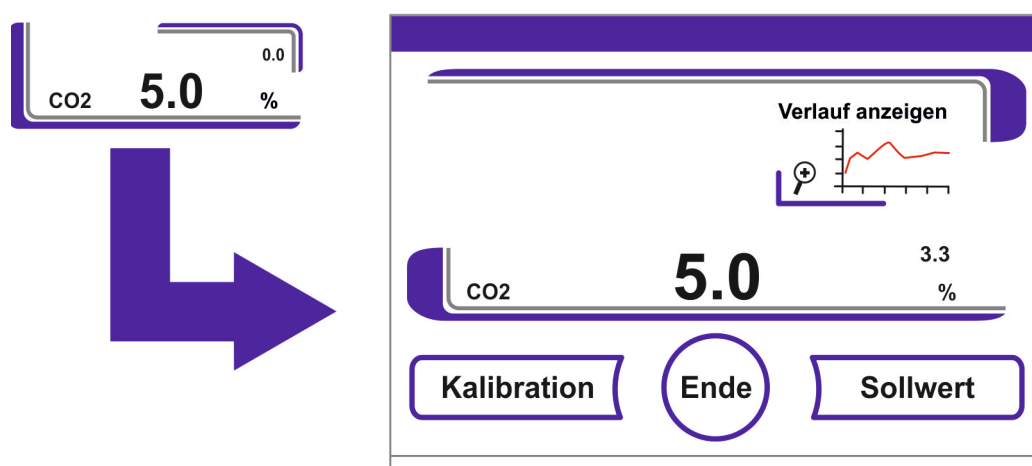 0.0
CO2 5.0 %
Verlauf anzeigen
3.3
CO2 5.0 %
Kalibration Ende Sollwert